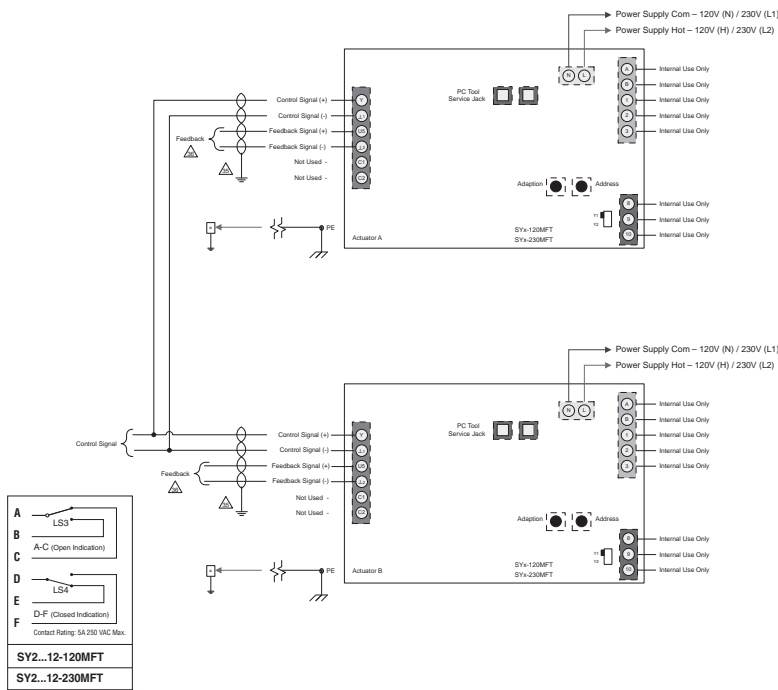 Power Supply Com – 120V (N) / 230V (L1)
Power Supply Hot – 120V (H) / 230V (L2)
N L
PC Tool
Service Jack
A Internal Use Only
B Internal Use Only
1 Internal Use Only
2 Internal Use Only
3 Internal Use Only
Control Signal (+) Y
Control Signal (-)
Feedback Signal (+) U5
Feedback Signal (-)
Not Used - C1
Not Used - C2
Feedback
36
35
Adaption Address
8 Internal Use Only
9 Internal Use Only
10 Internal Use Only
Y1
Y2
PE
Actuator A
SYx-120MFT
SYx-230MFT
Power Supply Com – 120V (N) / 230V (L1)
Power Supply Hot – 120V (H) / 230V (L2)
N L
PC Tool
Service Jack
A Internal Use Only
B Internal Use Only
1 Internal Use Only
2 Internal Use Only
3 Internal Use Only
Control Signal
Control Signal (+) Y
Control Signal (-)
Feedback Signal (+) U5
Feedback Signal (-)
Not Used - C1
Not Used - C2
Feedback
36
35
Adaption Address
8 Internal Use Only
9 Internal Use Only
10 Internal Use Only
Y1
Y2
PE
Actuator B
SYx-120MFT
SYx-230MFT
A
LS3
B
A-C (Open Indication)
C
D
LS4
E
D-F (Closed Indication)
F
Contact Rating: 5A 250 VAC Max.
SY2...12-120MFT
SY2...12-230MFT